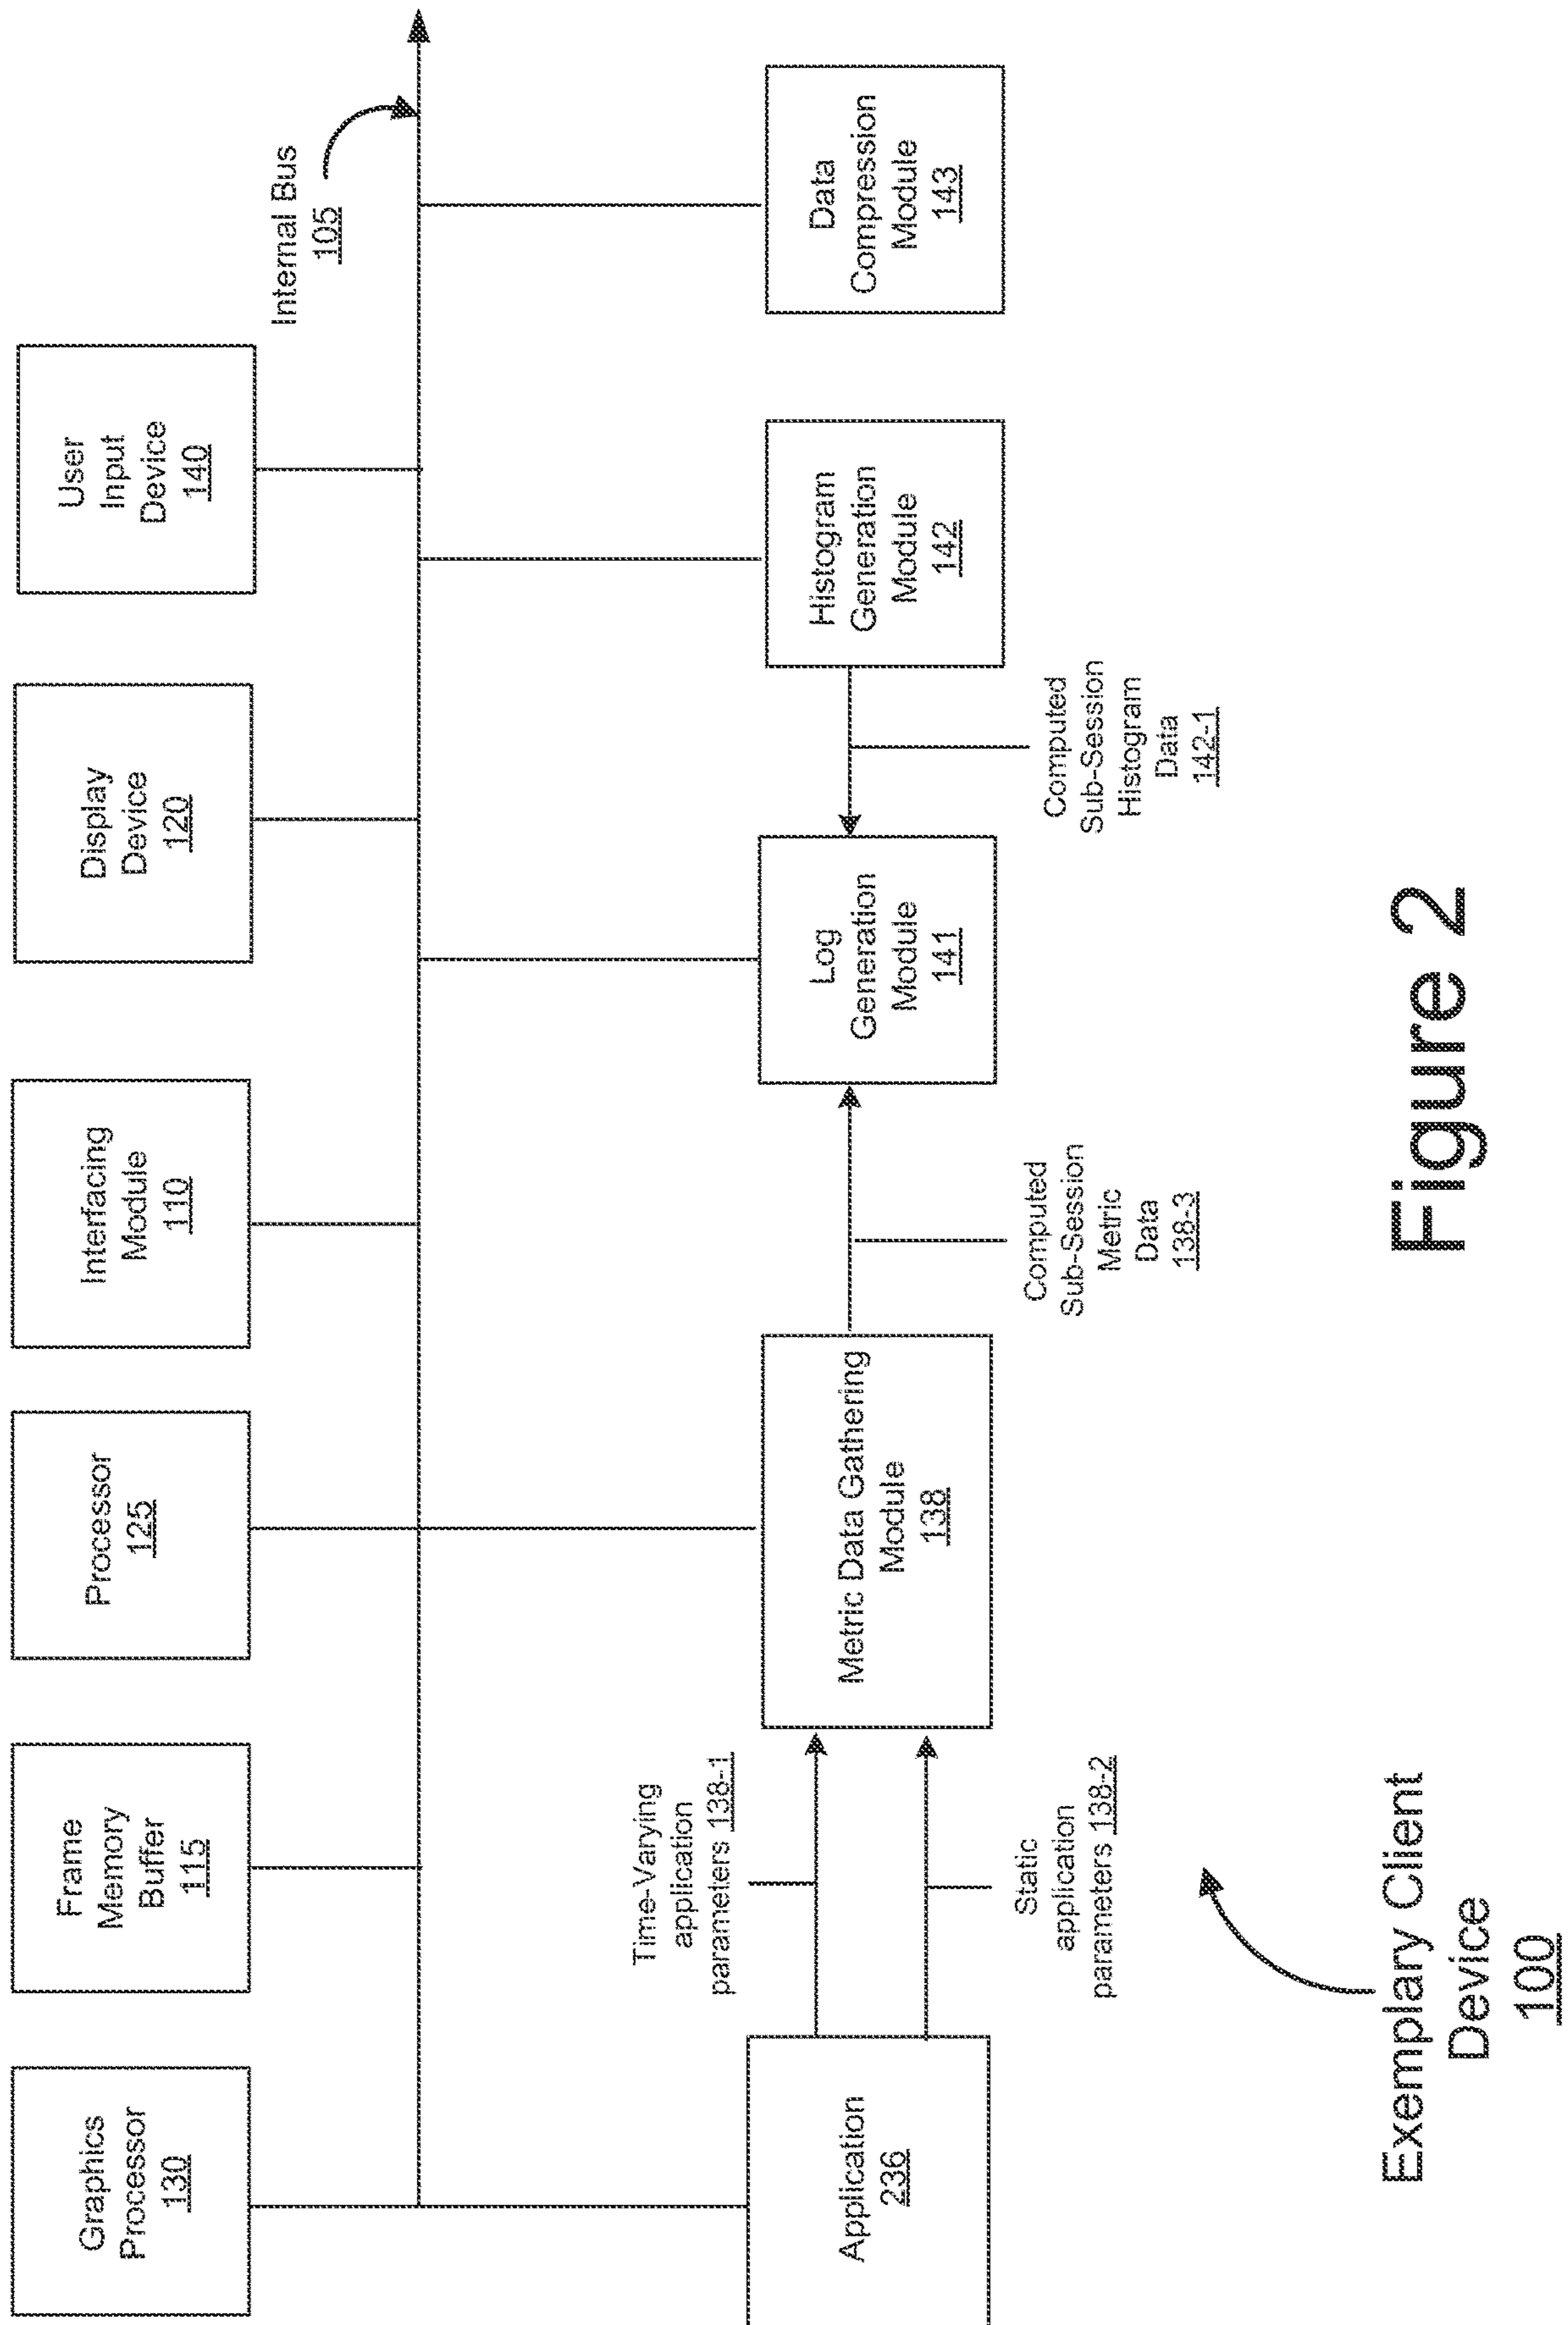 Graphics
Processor
130
Frame
Memory
Buffer
115
Processor
125
Interfacing
Module
110
Display
Device
120
User
Input
Device
140
Internal Bus
105
Application
236
Time-Varying
application
parameters 138-1
Static
application
parameters 138-2
Metric Data Gathering
Module
138
Computed
Sub-Session
Metric
Data
138-3
Log
Generation
Module
141
Computed
Sub-Session
Histogram
Data
142-1
Histogram
Generation
Module
142
Data
Compression
Module
143
Exemplary Client
Device
100
Figure 2